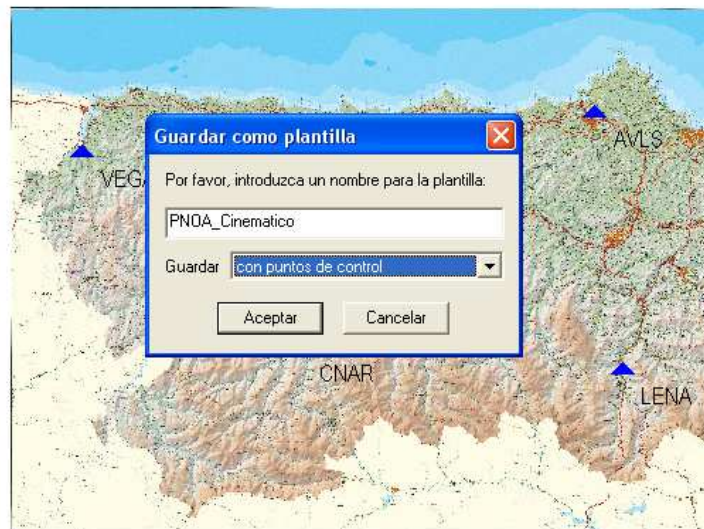 Guardar como plantilla
AVLS
VEGA
Por favor, introduzca un nombre para la plantilla:
PNOA_Cinematico
Guardar con puntos de control
Aceptar Cancelar
CNAR
LENA